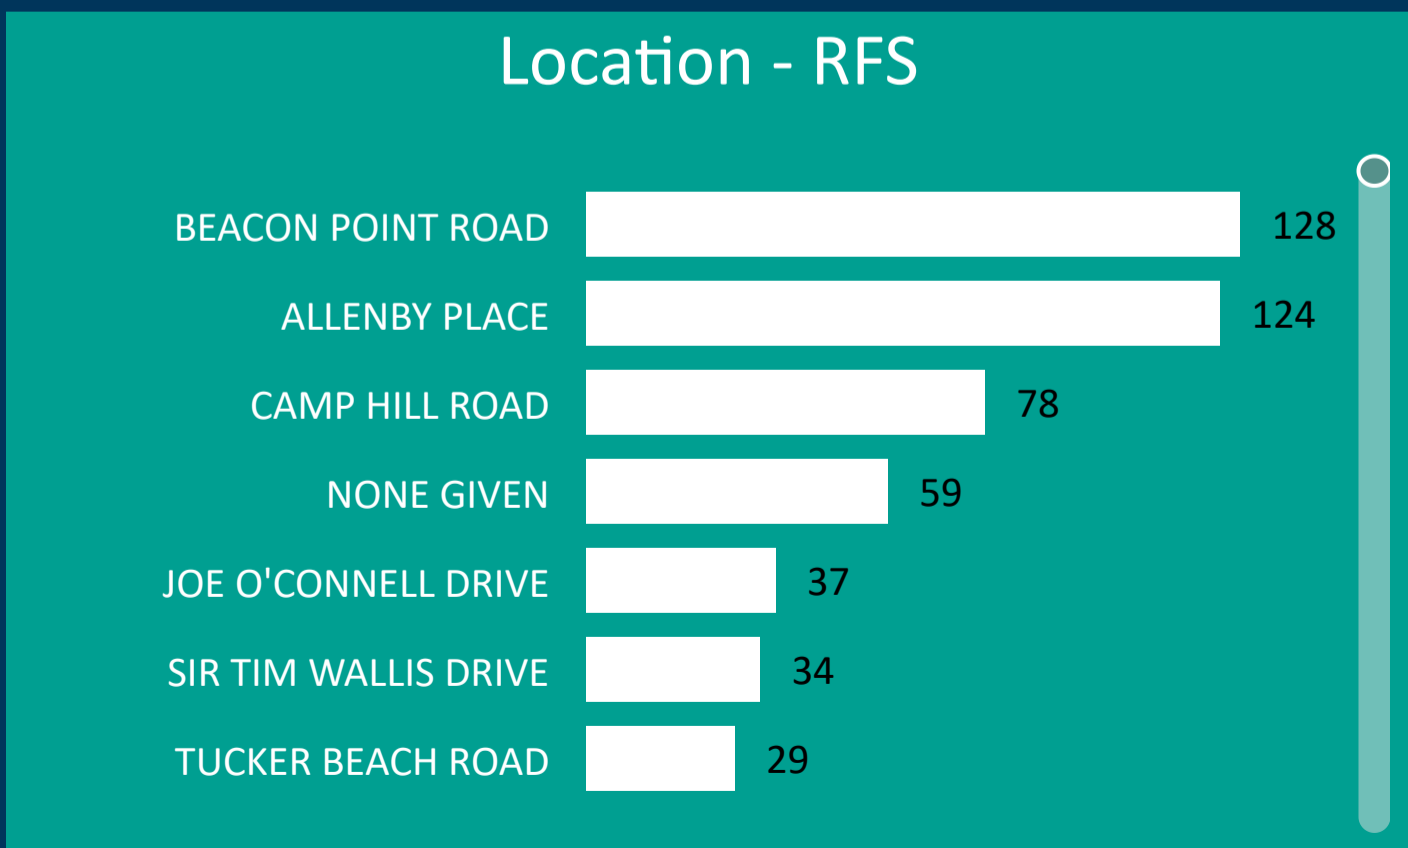 Location - RFS
BEACON POINT ROAD 128
ALLENBY PLACE 124
CAMP HILL ROAD 78
NONE GIVEN 59
JOE O'CONNELL DRIVE 37
SIR TIM WALLIS DRIVE 34
TUCKER BEACH ROAD 29